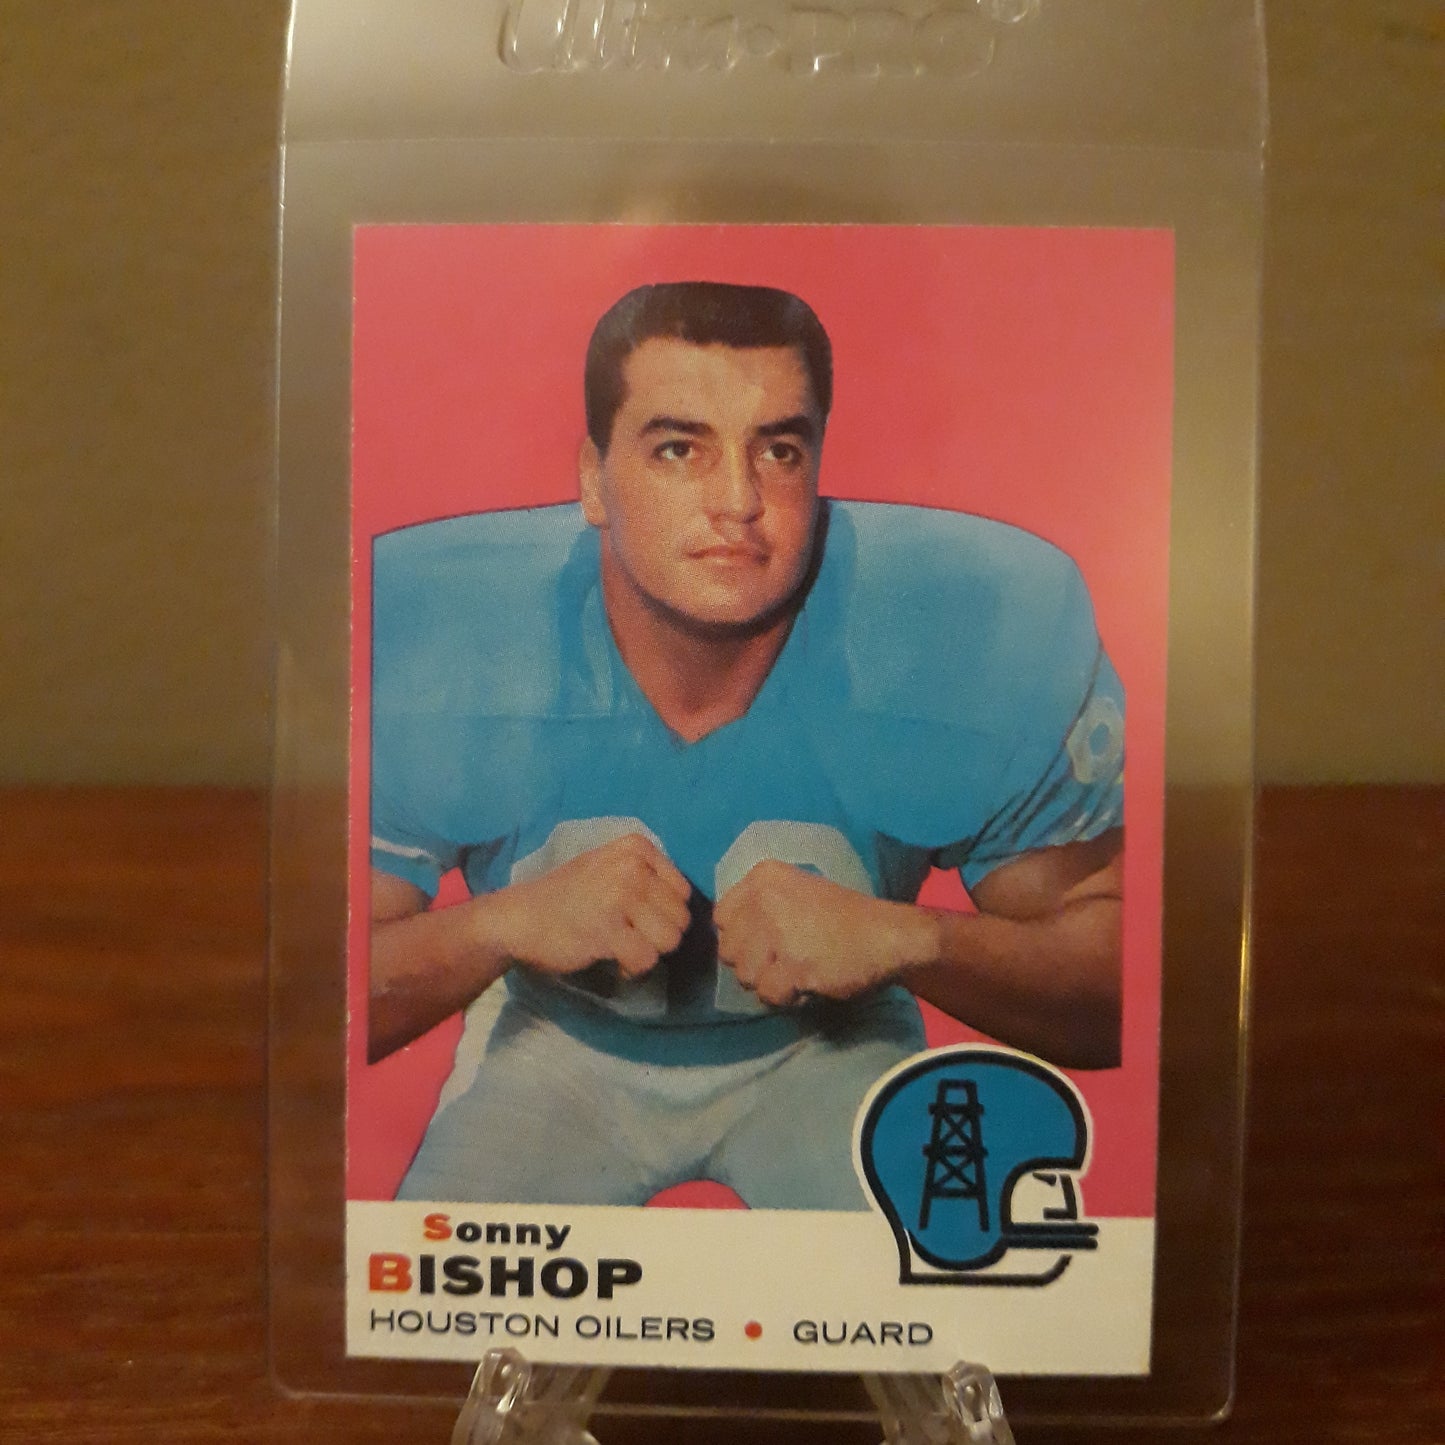 Ultra•PRO®
Sonny
BISHOP
HOUSTON OILERS • GUARD